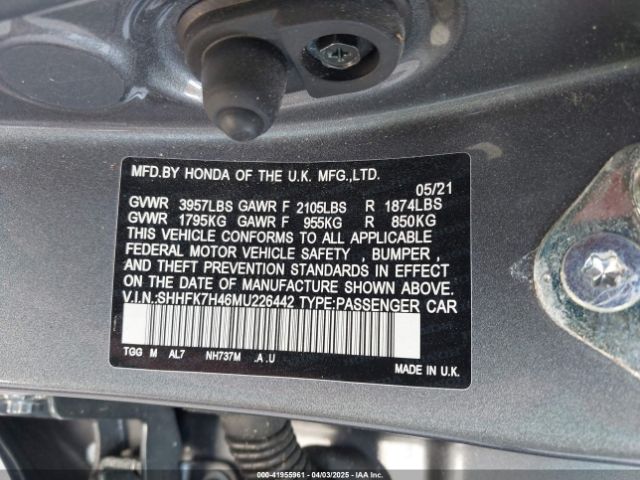 MFD.BY HONDA OF THE U.K. MFG.,LTD.
05/21
GVWR 3957LBS GAWR F 2105LBS R 1874LBS
GVWR 1795KG GAWR F 955KG R 850KG
THIS VEHICLE CONFORMS TO ALL APPLICABLE
FEDERAL MOTOR VEHICLE SAFETY , BUMPER ,
AND THEFT PREVENTION STANDARDS IN EFFECT
ON THE DATE OF MANUFACTURE SHOWN ABOVE.
V.I.N.:SHHFK7H46MU226442 TYPE:PASSENGER CAR
TGG M AL7 NH737M .A .U
MADE IN U.K.
000-41955961 - 04/03/2025 - IAAI.COM